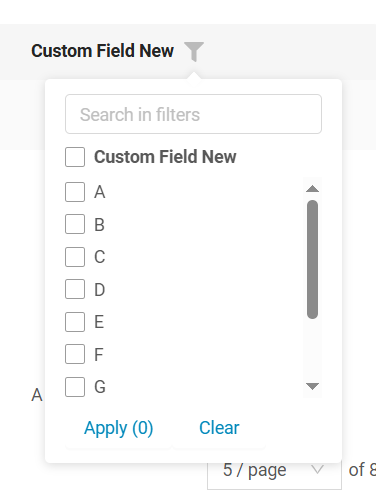 Custom Field New
Search in filters
Custom Field New
A
B
C
D
E
F
G
A
Apply (0) Clear
5 / page of 8